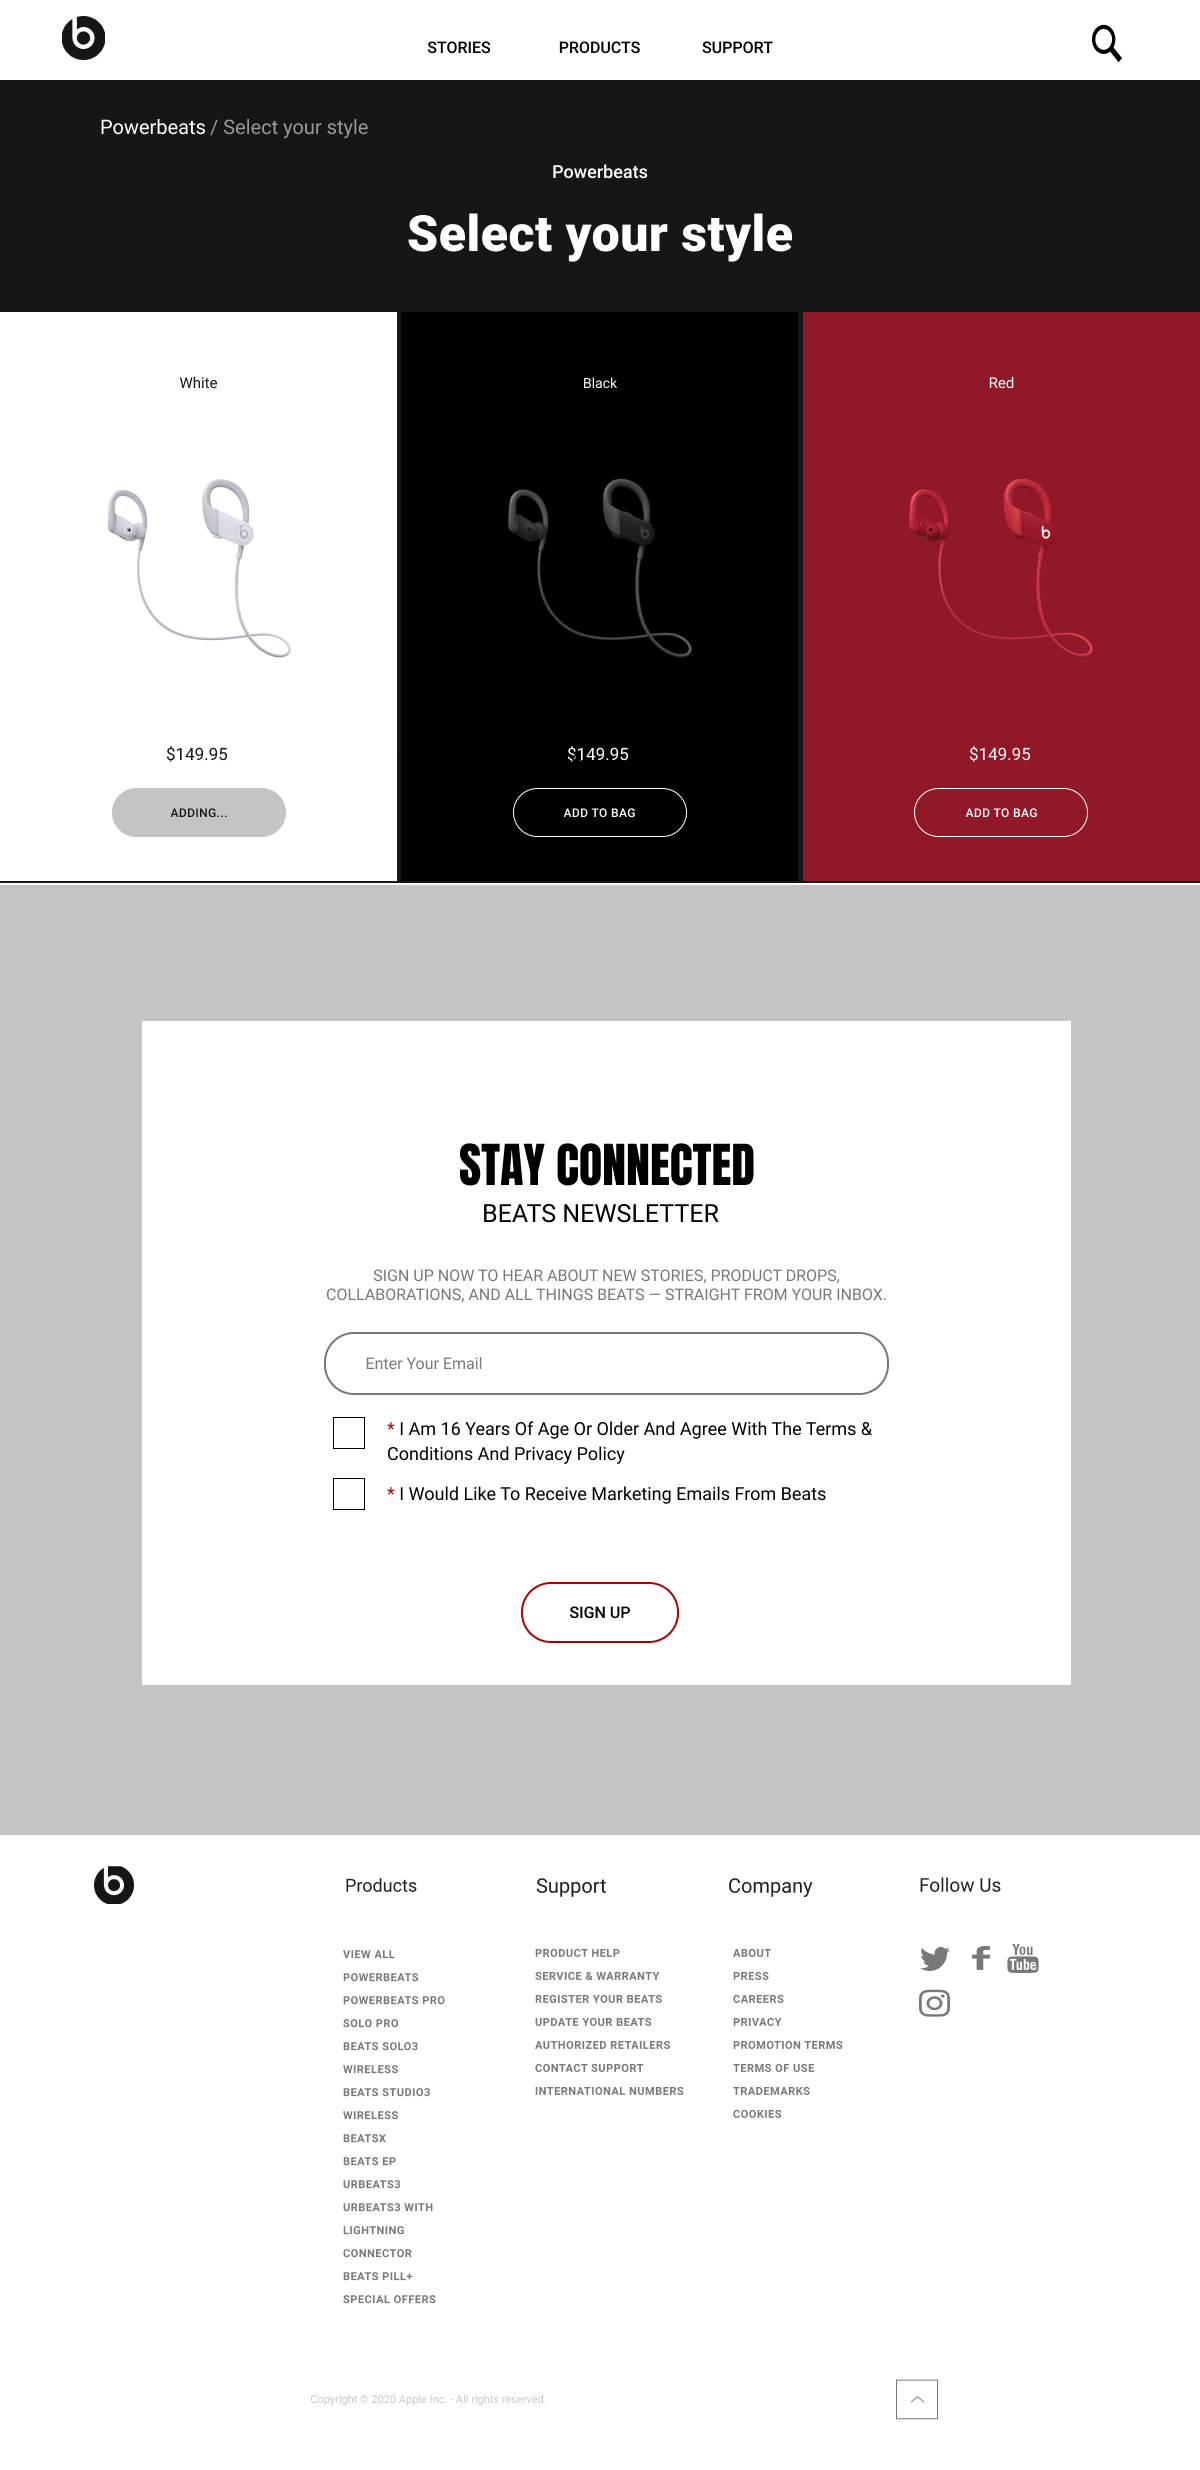 STORIES PRODUCTS SUPPORT
Powerbeats / Select your style
Powerbeats
Select your style
White
Black
Red
$149.95
$149.95
$149.95
ADDING...
ADD TO BAG
ADD TO BAG
STAY CONNECTED
BEATS NEWSLETTER
SIGN UP NOW TO HEAR ABOUT NEW STORIES, PRODUCT DROPS,
COLLABORATIONS, AND ALL THINGS BEATS — STRAIGHT FROM YOUR INBOX.
Enter Your Email
* I Am 16 Years Of Age Or Older And Agree With The Terms &
Conditions And Privacy Policy
* I Would Like To Receive Marketing Emails From Beats
SIGN UP
Products
VIEW ALL
POWERBEATS
POWERBEATS PRO
SOLO PRO
BEATS SOLO3
WIRELESS
BEATS STUDIO3
WIRELESS
BEATSX
BEATS EP
URBEATS3
URBEATS3 WITH
LIGHTNING
CONNECTOR
BEATS PILL+
SPECIAL OFFERS
Support
PRODUCT HELP
SERVICE & WARRANTY
REGISTER YOUR BEATS
UPDATE YOUR BEATS
AUTHORIZED RETAILERS
CONTACT SUPPORT
INTERNATIONAL NUMBERS
Company
ABOUT
PRESS
CAREERS
PRIVACY
PROMOTION TERMS
TERMS OF USE
TRADEMARKS
COOKIES
Follow Us
You
Tube
Copyright © 2020 Apple Inc. - All rights reserved.